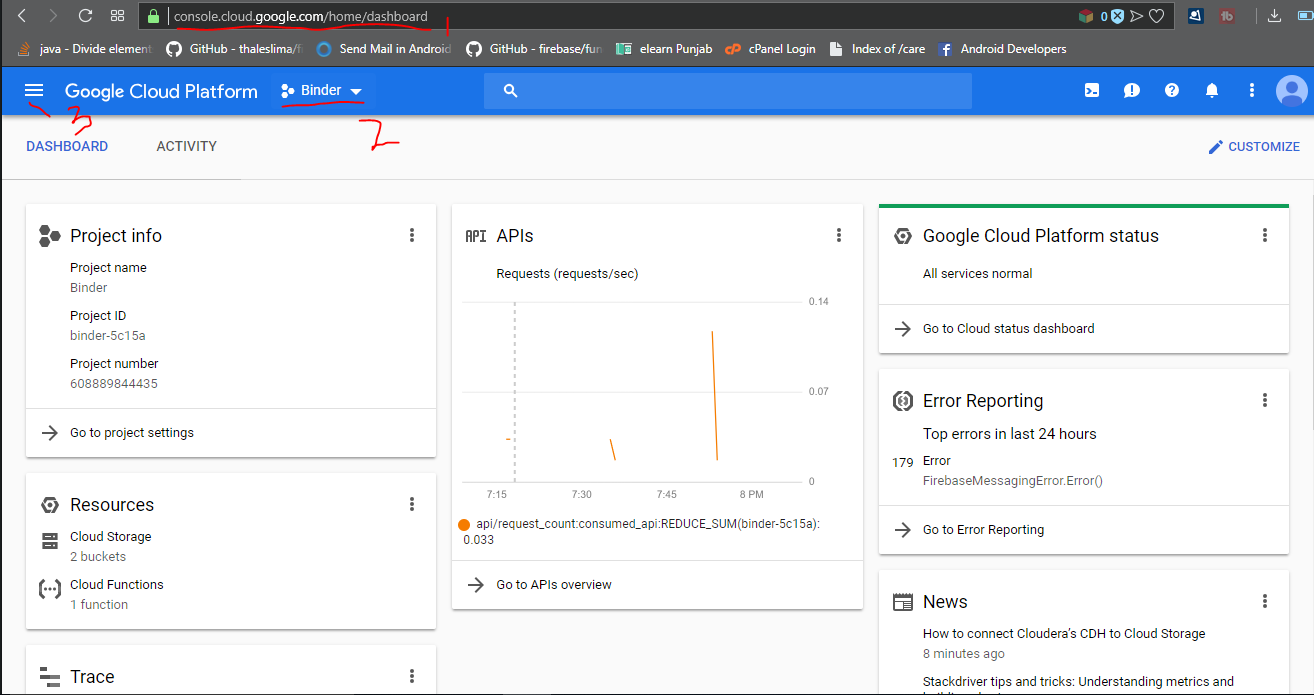 console.cloud.google.com/home/dashboard
1
0
java - Divide element
GitHub - thaleslima/fi
Send Mail in Android
GitHub - firebase/fun
elearn Punjab
cPanel Login
Index of /care
Android Developers
Google Cloud Platform
Binder
3
2
DASHBOARD
ACTIVITY
CUSTOMIZE
Project info
Project name
Binder
Project ID
binder-5c15a
Project number
608889844435
Go to project settings
Resources
Cloud Storage
2 buckets
Cloud Functions
1 function
Trace
API APIs
Requests (requests/sec)
0.14
0.07
0
7:15 7:30 7:45 8 PM
api/request_count:consumed_api:REDUCE_SUM(binder-5c15a):
0.033
Go to APIs overview
Google Cloud Platform status
All services normal
Go to Cloud status dashboard
Error Reporting
Top errors in last 24 hours
179 Error
FirebaseMessagingError.Error()
Go to Error Reporting
News
How to connect Cloudera’s CDH to Cloud Storage
8 minutes ago
Stackdriver tips and tricks: Understanding metrics and